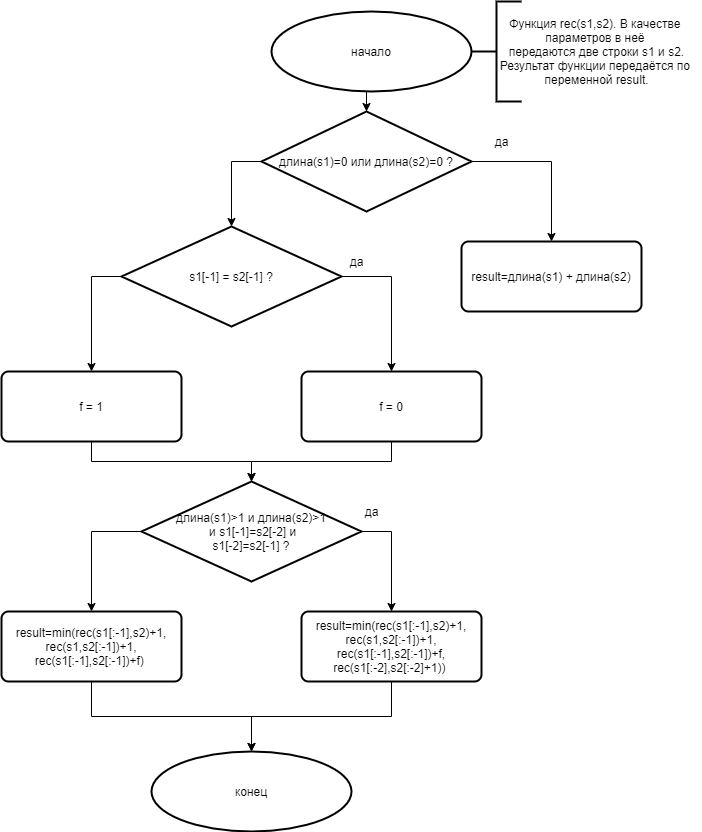 Функция rec(s1,s2). В качестве
параметров в неё
передаются две строки s1 и s2.
Результат функции передаётся по
переменной result.
начало
да
длина(s1)=0 или длина(s2)=0 ?
да
s1[-1] = s2[-1] ?
result=длина(s1) + длина(s2)
f = 1
f = 0
да
длина(s1)>1 и длина(s2)>1
и s1[-1]=s2[-2] и
s1[-2]=s2[-1] ?
result=min(rec(s1[:-1],s2)+1,
rec(s1,s2[:-1])+1,
rec(s1[:-1],s2[:-1])+f)
result=min(rec(s1[:-1],s2)+1,
rec(s1,s2[:-1])+1,
rec(s1[:-1],s2[:-1])+f,
rec(s1[:-2],s2[:-2]+1))
конец